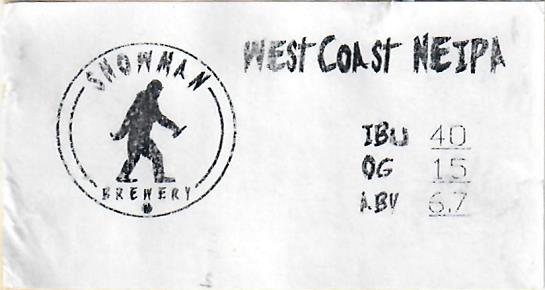 SNOWMAN
BREWERY
WEST COAST NEIPA
IBU 40
OG 15
ABV 6.7